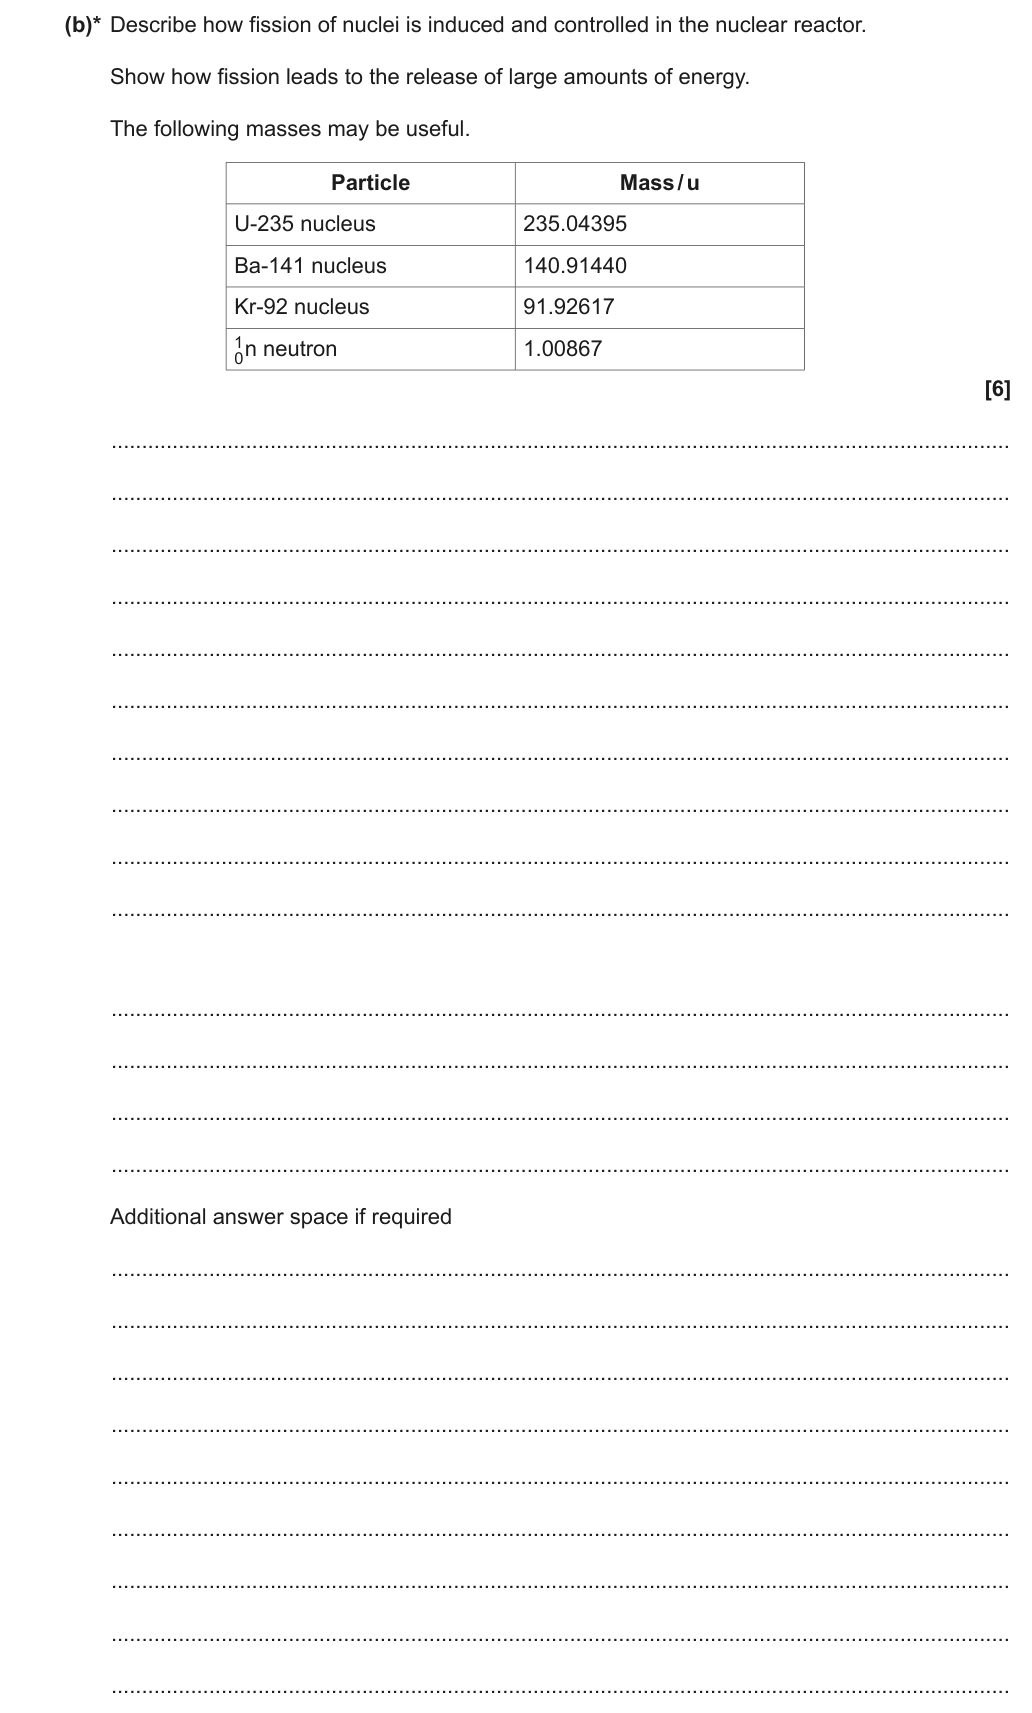 (b)* Describe how fission of nuclei is induced and controlled in the nuclear reactor.
Show how fission leads to the release of large amounts of energy.
The following masses may be useful.
Particle Mass/u
U-235 nucleus 235.04395
Ba-141 nucleus 140.91440
Kr-92 nucleus 91.92617
¹₀n neutron 1.00867
[6]
Additional answer space if required